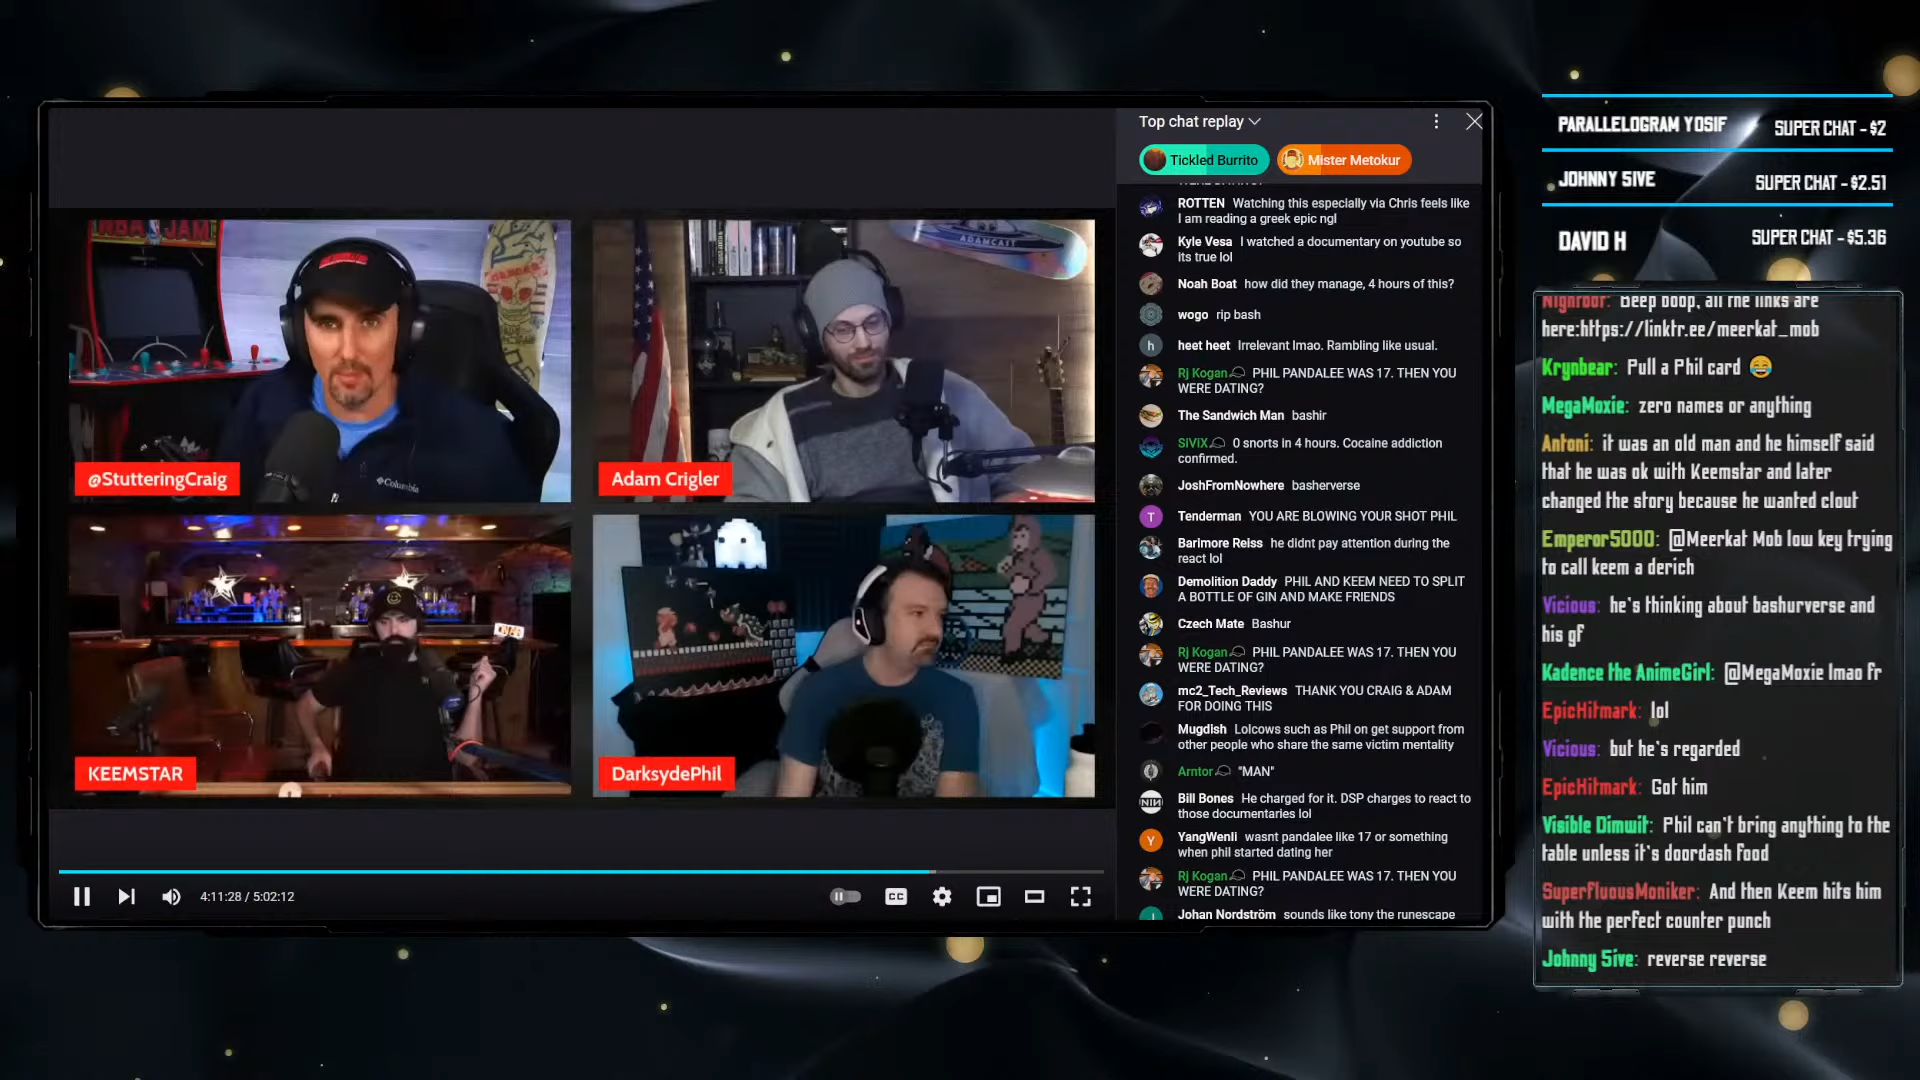 NBA JAM
ADAMCAST
Columbia
@StutteringCraig
Adam Crigler
ON AIR
KEEMSTAR
DarksydePhil
4:11:28 / 5:02:12
CC
Top chat replay
Tickled Burrito
Mister Metokur
ROTTEN Watching this especially via Chris feels like
I am reading a greek epic ngl
Kyle Vesa I watched a documentary on youtube so
its true lol
Noah Boat how did they manage, 4 hours of this?
wogo rip bash
h
heet heet Irrelevant lmao. Rambling like usual.
Rj Kogan PHIL PANDALEE WAS 17. THEN YOU
WERE DATING?
The Sandwich Man bashir
SIVIX 0 snorts in 4 hours. Cocaine addiction
confirmed.
JoshFromNowhere basherverse
T
Tenderman YOU ARE BLOWING YOUR SHOT PHIL
Barimore Reiss he didnt pay attention during the
react lol
Demolition Daddy PHIL AND KEEM NEED TO SPLIT
A BOTTLE OF GIN AND MAKE FRIENDS
Czech Mate Bashur
Rj Kogan PHIL PANDALEE WAS 17. THEN YOU
WERE DATING?
mc2_Tech_Reviews THANK YOU CRAIG & ADAM
FOR DOING THIS
Mugdish Lolcows such as Phil on get support from
other people who share the same victim mentality
Arntor "MAN"
Bill Bones He charged for it. DSP charges to react to
those documentaries lol
Y
YangWenli wasnt pandalee like 17 or something
when phil started dating her
Rj Kogan PHIL PANDALEE WAS 17. THEN YOU
WERE DATING?
Johan Nordström sounds like tony the runescape
PARALLELOGRAM YOSIF SUPER CHAT - $2
JOHNNY 5IVE SUPER CHAT - $2.51
DAVID H SUPER CHAT - $5.36
Nightbot: Beep boop, all the links are
here:https://linktr.ee/meerkat_mob
Krynbear: Pull a Phil card 😂
MegaMoxie: zero names or anything
Antoni: it was an old man and he himself said
that he was ok with Keemstar and later
changed the story because he wanted clout
Emperor5000: @Meerkat Mob low key trying
to call keem a derich
Vicious: he's thinking about bashurverse and
his gf
Kadence the AnimeGirl: @MegaMoxie lmao fr
EpicHitmark: lol
Vicious: but he's regarded
EpicHitmark: Got him
Visible Dimwit: Phil can't bring anything to the
table unless it's doordash food
SuperfluousMoniker: And then Keem hits him
with the perfect counter punch
Johnny 5ive: reverse reverse